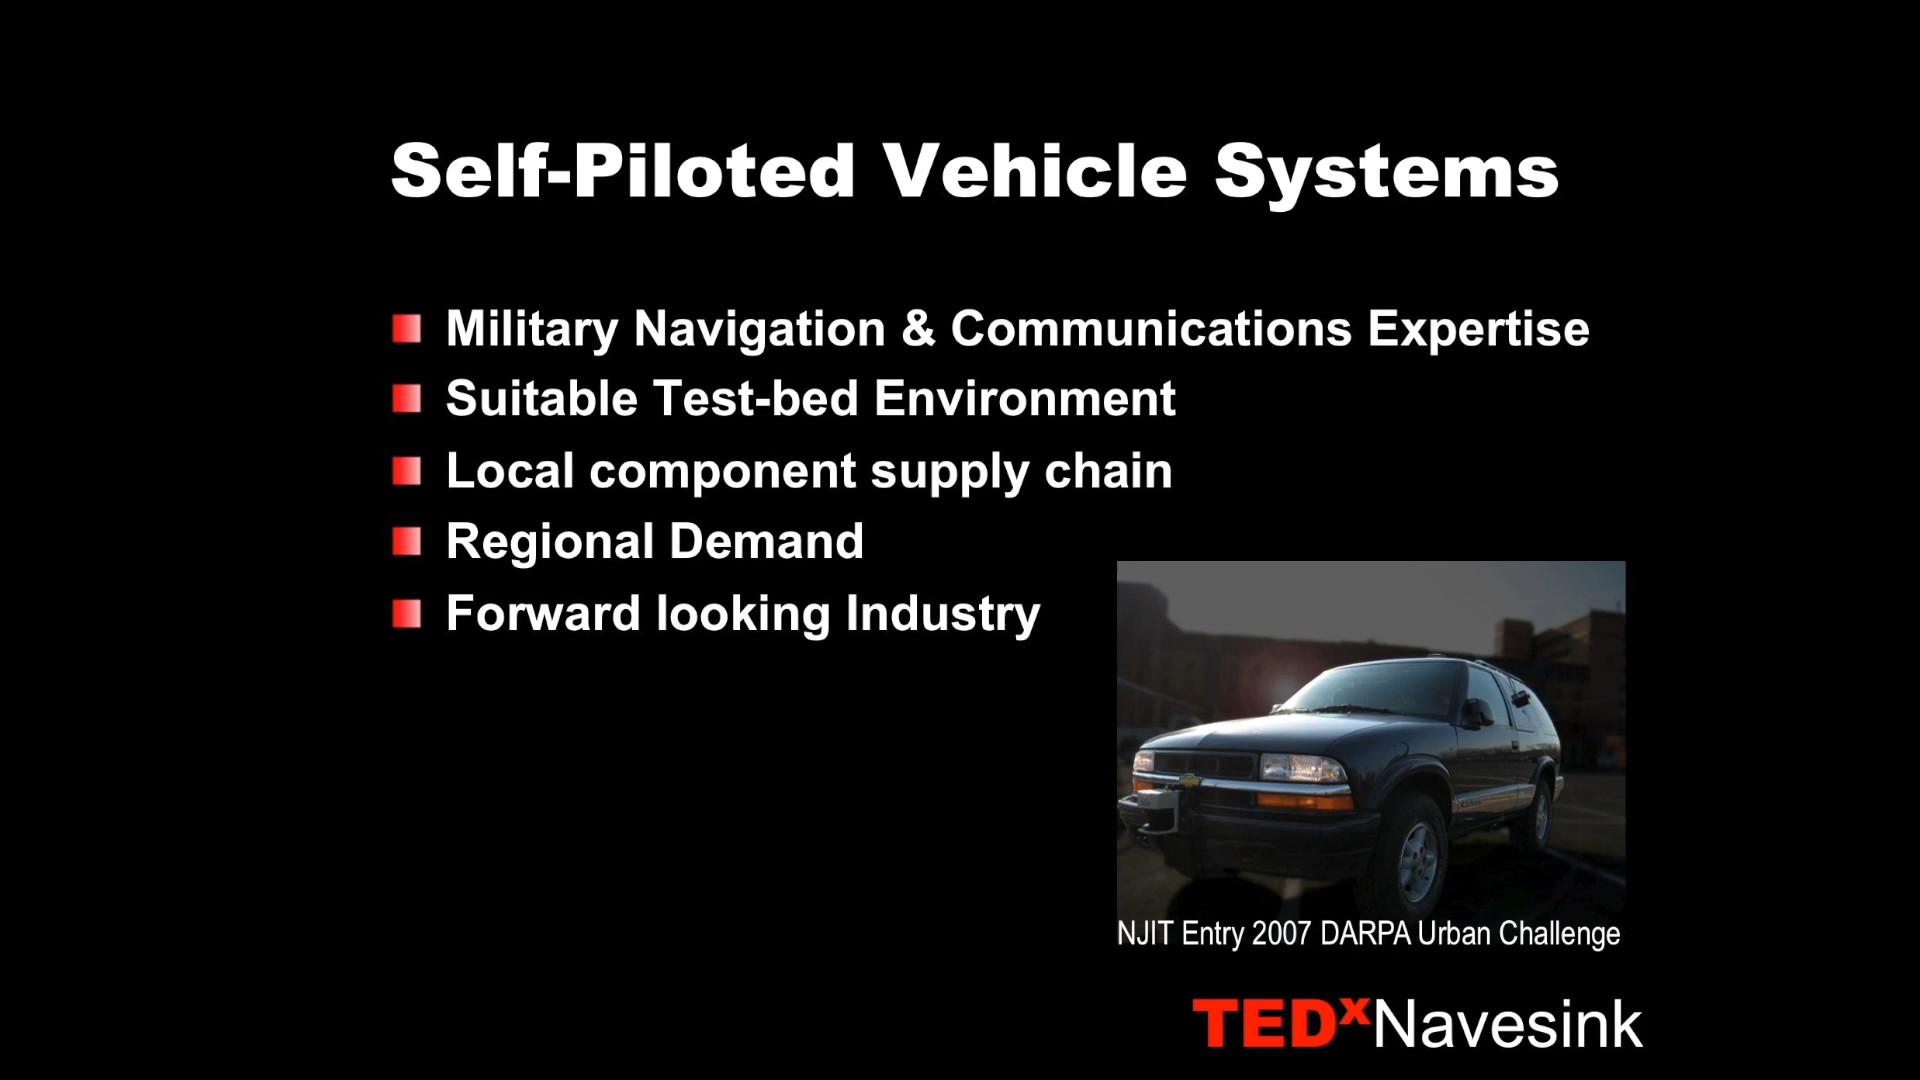 Self-Piloted Vehicle Systems
Military Navigation & Communications Expertise
Suitable Test-bed Environment
Local component supply chain
Regional Demand
Forward looking Industry
NJIT Entry 2007 DARPA Urban Challenge
TEDxNavesink